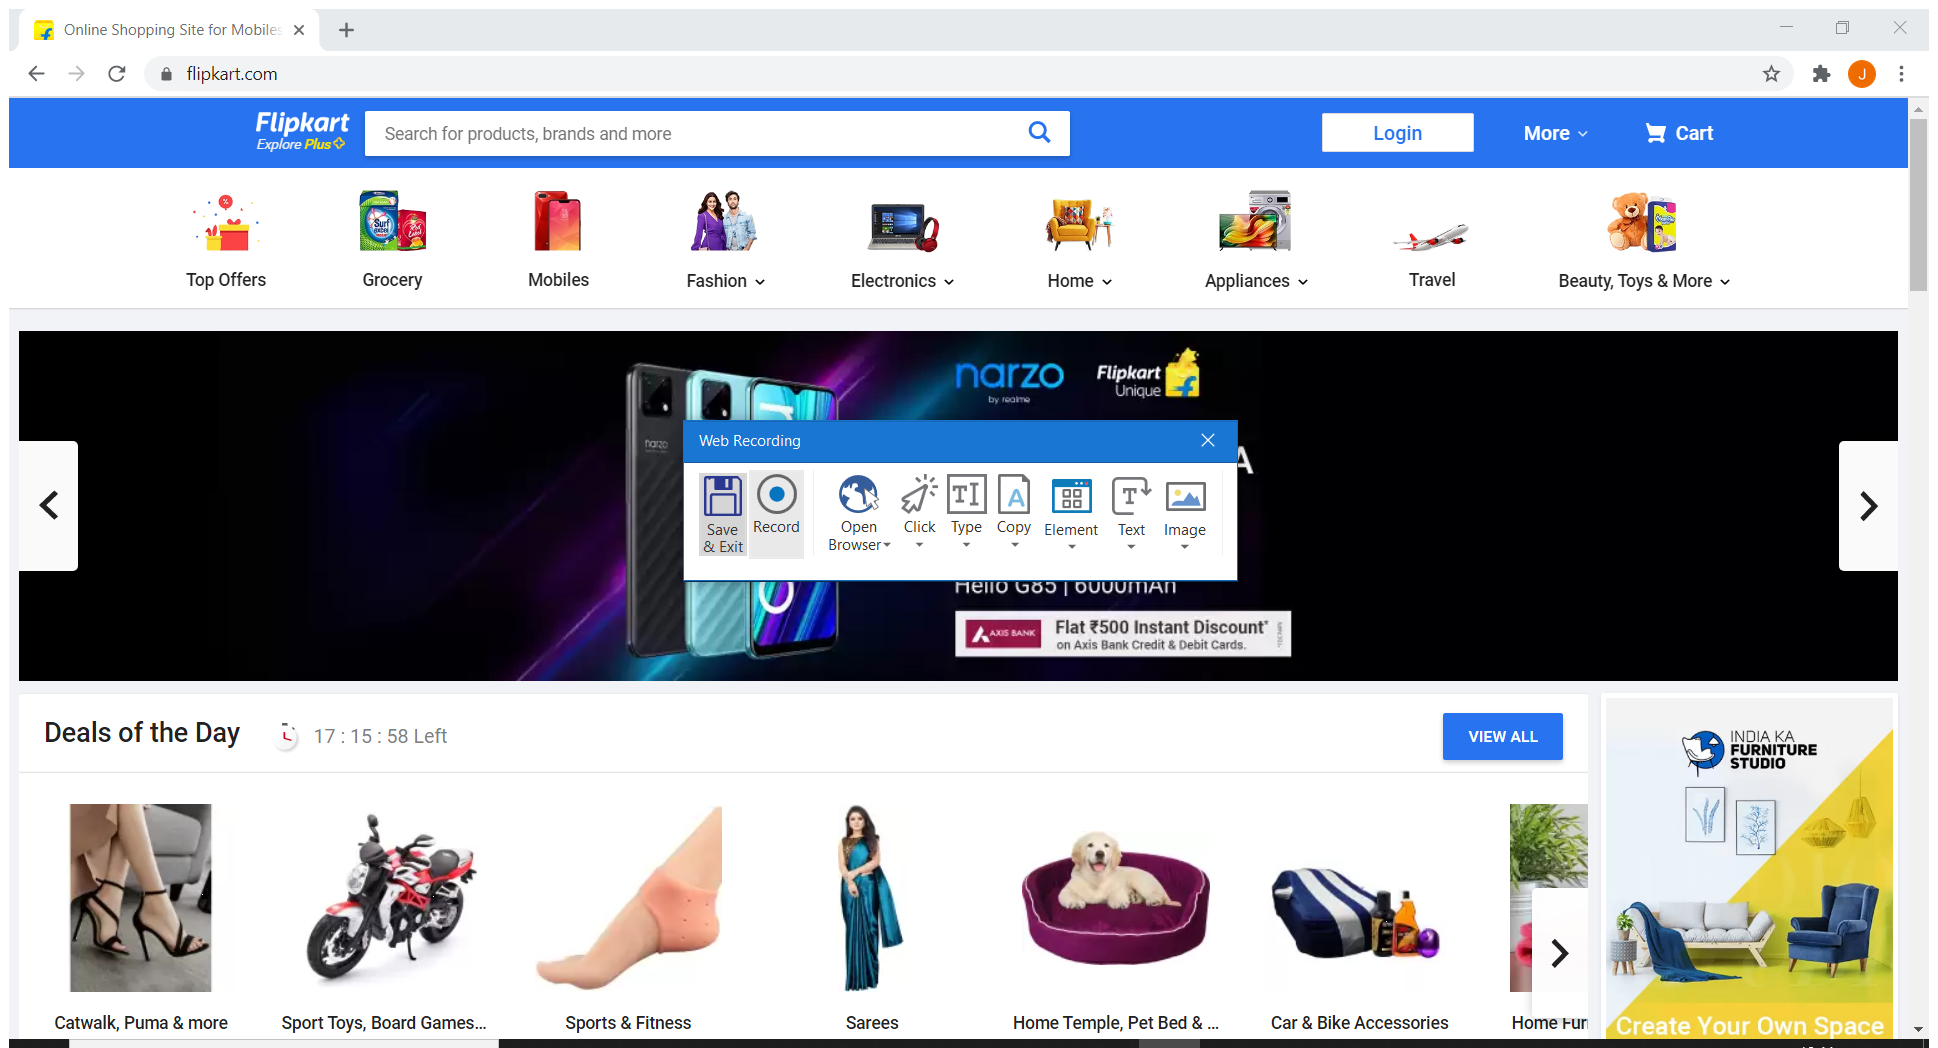 Online Shopping Site for Mobiles
flipkart.com
J
Flipkart
Explore Plus
Search for products, brands and more
Login
More
Cart
Surf excel
Top Offers
Grocery
Mobiles
Fashion
Electronics
Home
Appliances
Travel
Beauty, Toys & More
narzo
by realme
Flipkart
Unique
narzo
A
Web Recording
Save & Exit
Record
Open Browser
Click
Type
Copy
Element
Text
Image
Helio G85 | 6000mAh
AXIS BANK
Flat ₹500 Instant Discount*
on Axis Bank Credit & Debit Cards.
Deals of the Day
17 : 15 : 58 Left
VIEW ALL
INDIA KA
FURNITURE
STUDIO
Catwalk, Puma & more
Sport Toys, Board Games...
Sports & Fitness
Sarees
Home Temple, Pet Bed & ...
Car & Bike Accessories
Home Fur
Create Your Own Space